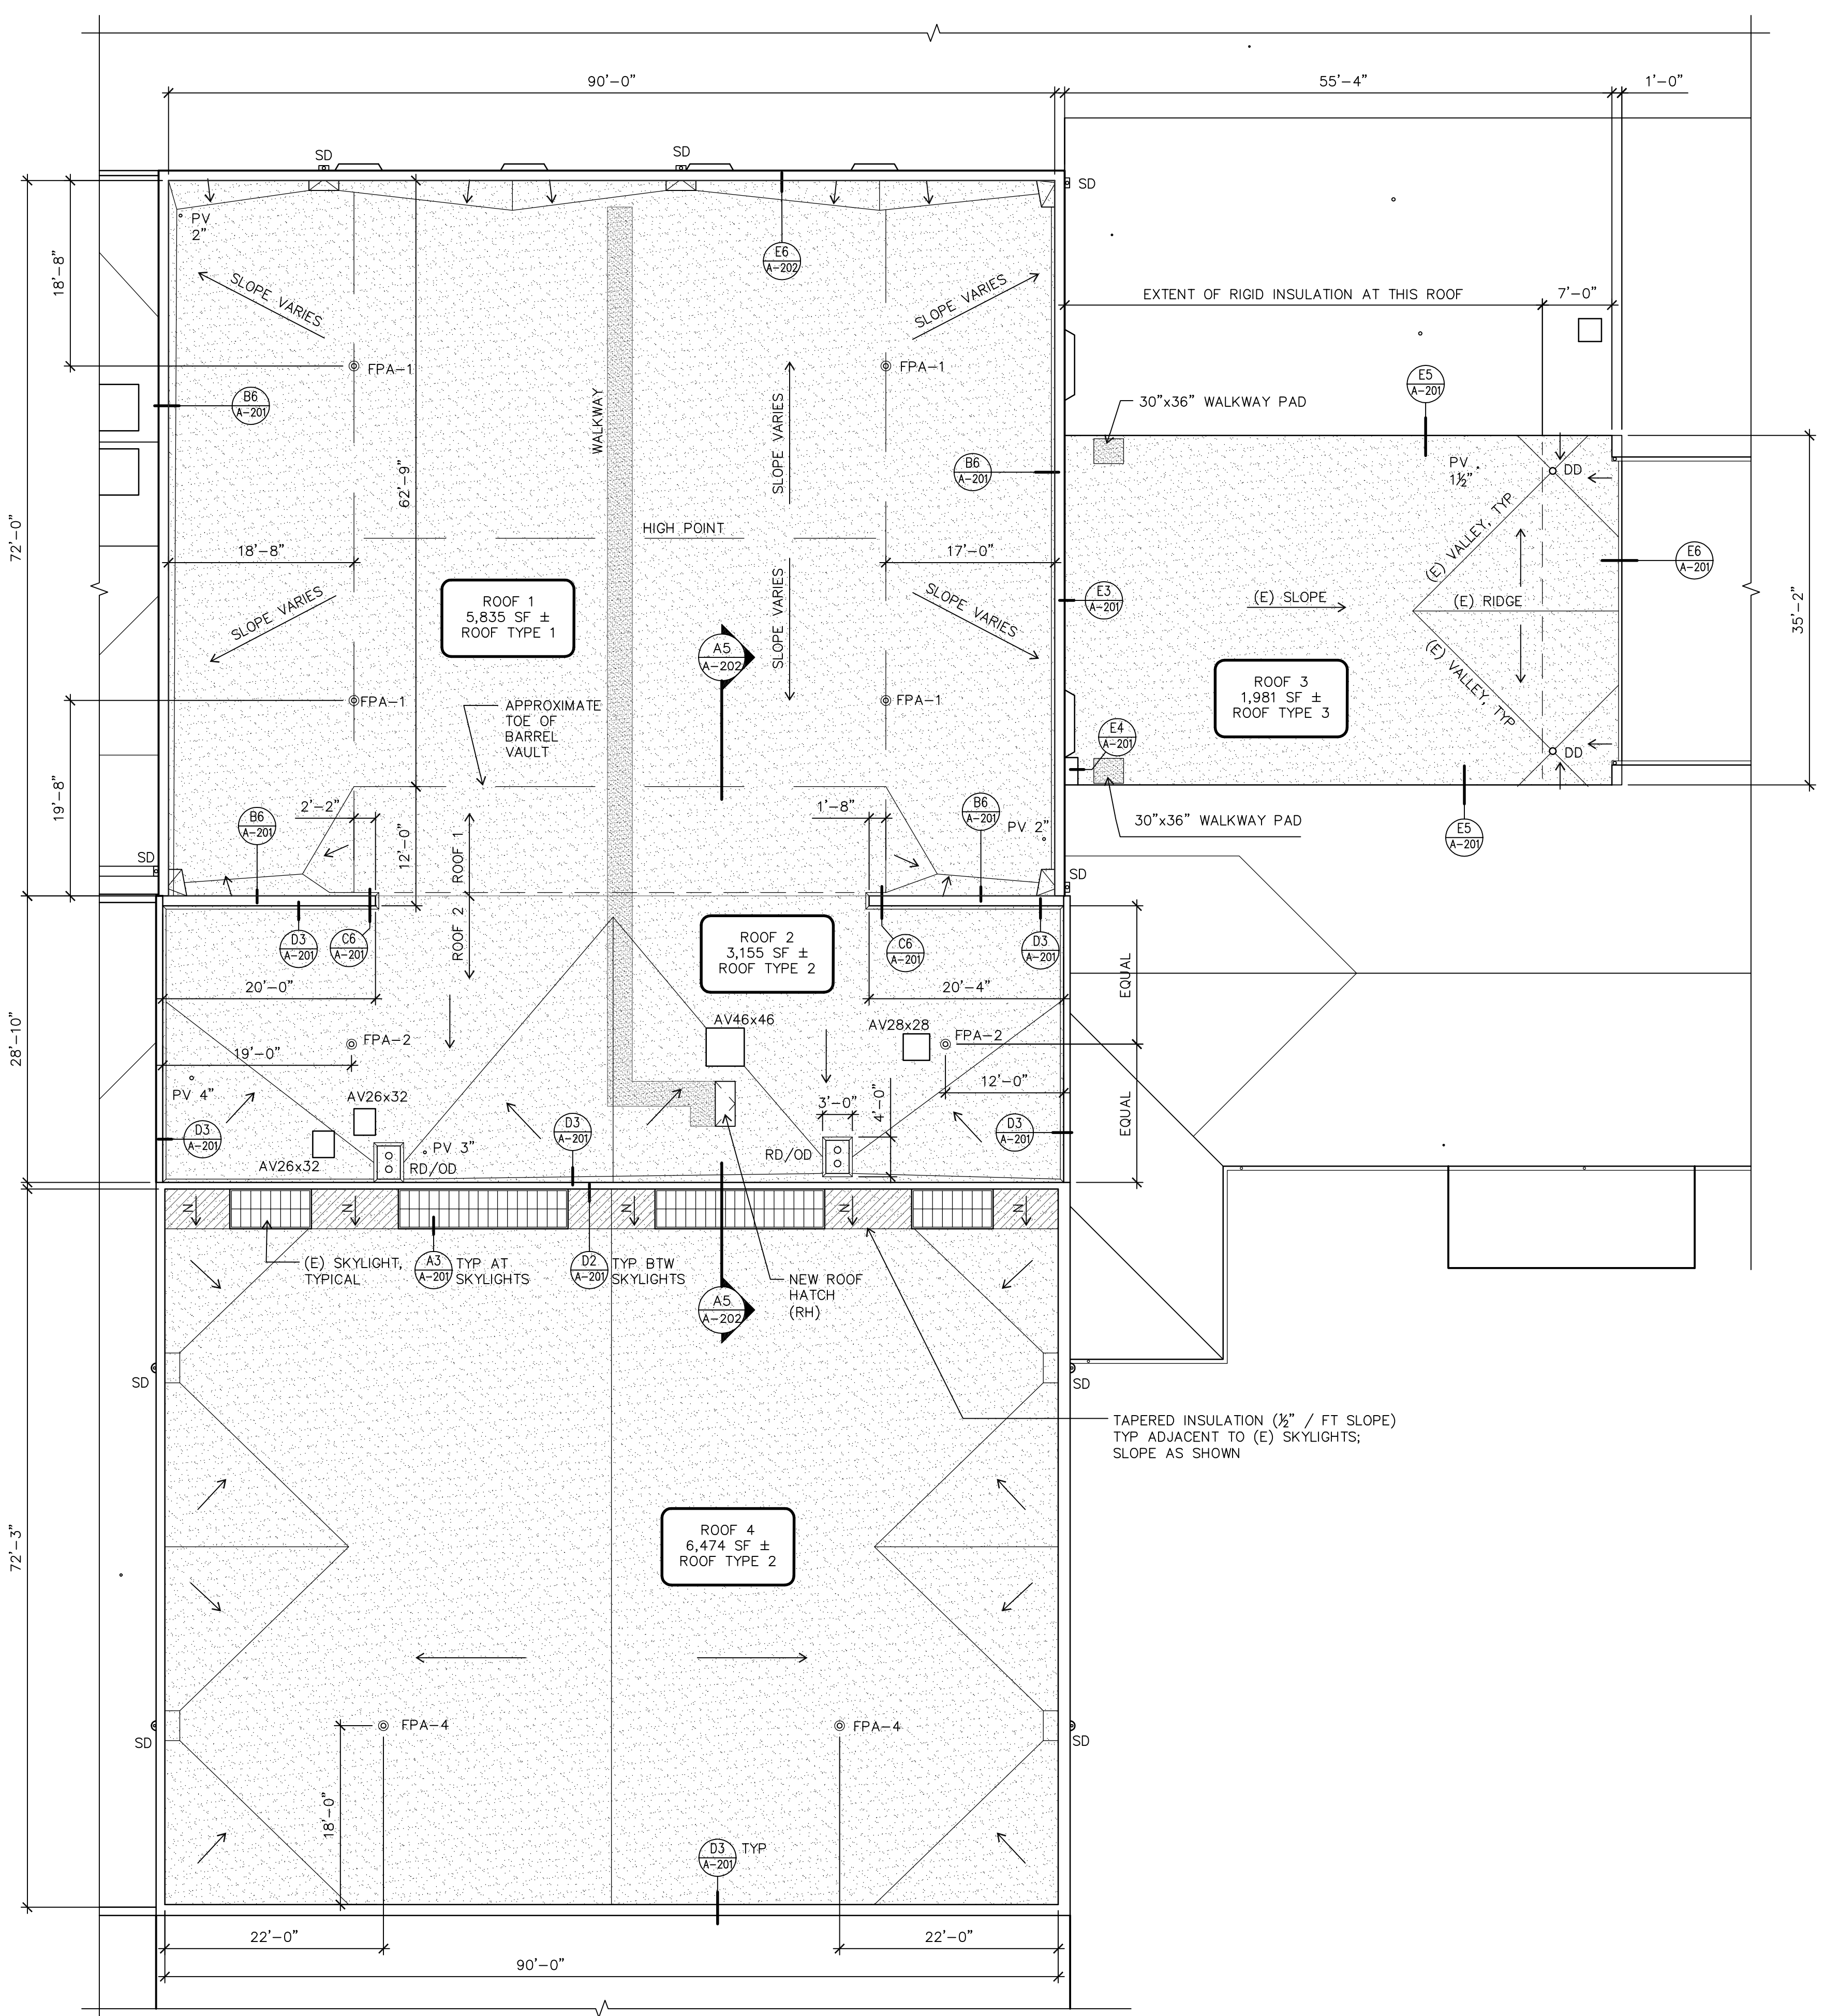 90'-0"
55'-4"
1'-0"
SD
SD
SD
PV
2"
18'-8"
SLOPE VARIES
E6
A-202
SLOPE VARIES
EXTENT OF RIGID INSULATION AT THIS ROOF
7'-0"
FPA-1
FPA-1
B6
A-201
WALKWAY
SLOPE VARIES
30"x36" WALKWAY PAD
E5
A-201
62'-9"
B6
A-201
PV
1½"
DD
72'-0"
HIGH POINT
18'-8"
17'-0"
(E) VALLEY, TYP
E6
A-201
SLOPE VARIES
ROOF 1
5,835 SF ±
ROOF TYPE 1
SLOPE VARIES
SLOPE VARIES
E3
A-201
(E) SLOPE
(E) RIDGE
35'-2"
A5
A-202
(E) VALLEY, TYP
ROOF 3
1,981 SF ±
ROOF TYPE 3
FPA-1
FPA-1
APPROXIMATE
TOE OF
BARREL
VAULT
E4
A-201
DD
19'-8"
2'-2"
1'-8"
B6
A-201
B6
A-201
PV 2"
30"x36" WALKWAY PAD
E5
A-201
12'-0"
ROOF 1
SD
SD
ROOF 2
D3
A-201
C6
A-201
ROOF 2
3,155 SF ±
ROOF TYPE 2
C6
A-201
D3
A-201
EQUAL
20'-0"
20'-4"
28'-10"
AV46x46
AV28x28
FPA-2
FPA-2
19'-0"
12'-0"
PV 4"
AV26x32
3'-0"
4'-0"
EQUAL
D3
A-201
D3
A-201
D3
A-201
AV26x32
PV 3"
RD/OD
RD/OD
N
N
N
N
N
(E) SKYLIGHT,
TYPICAL
A3
A-201
TYP AT
SKYLIGHTS
D2
A-201
TYP BTW
SKYLIGHTS
NEW ROOF
HATCH
(RH)
A5
A-202
SD
SD
TAPERED INSULATION (½" / FT SLOPE)
TYP ADJACENT TO (E) SKYLIGHTS;
SLOPE AS SHOWN
72'-3"
ROOF 4
6,474 SF ±
ROOF TYPE 2
FPA-4
FPA-4
SD
SD
18'-0"
D3
A-201
TYP
22'-0"
22'-0"
90'-0"